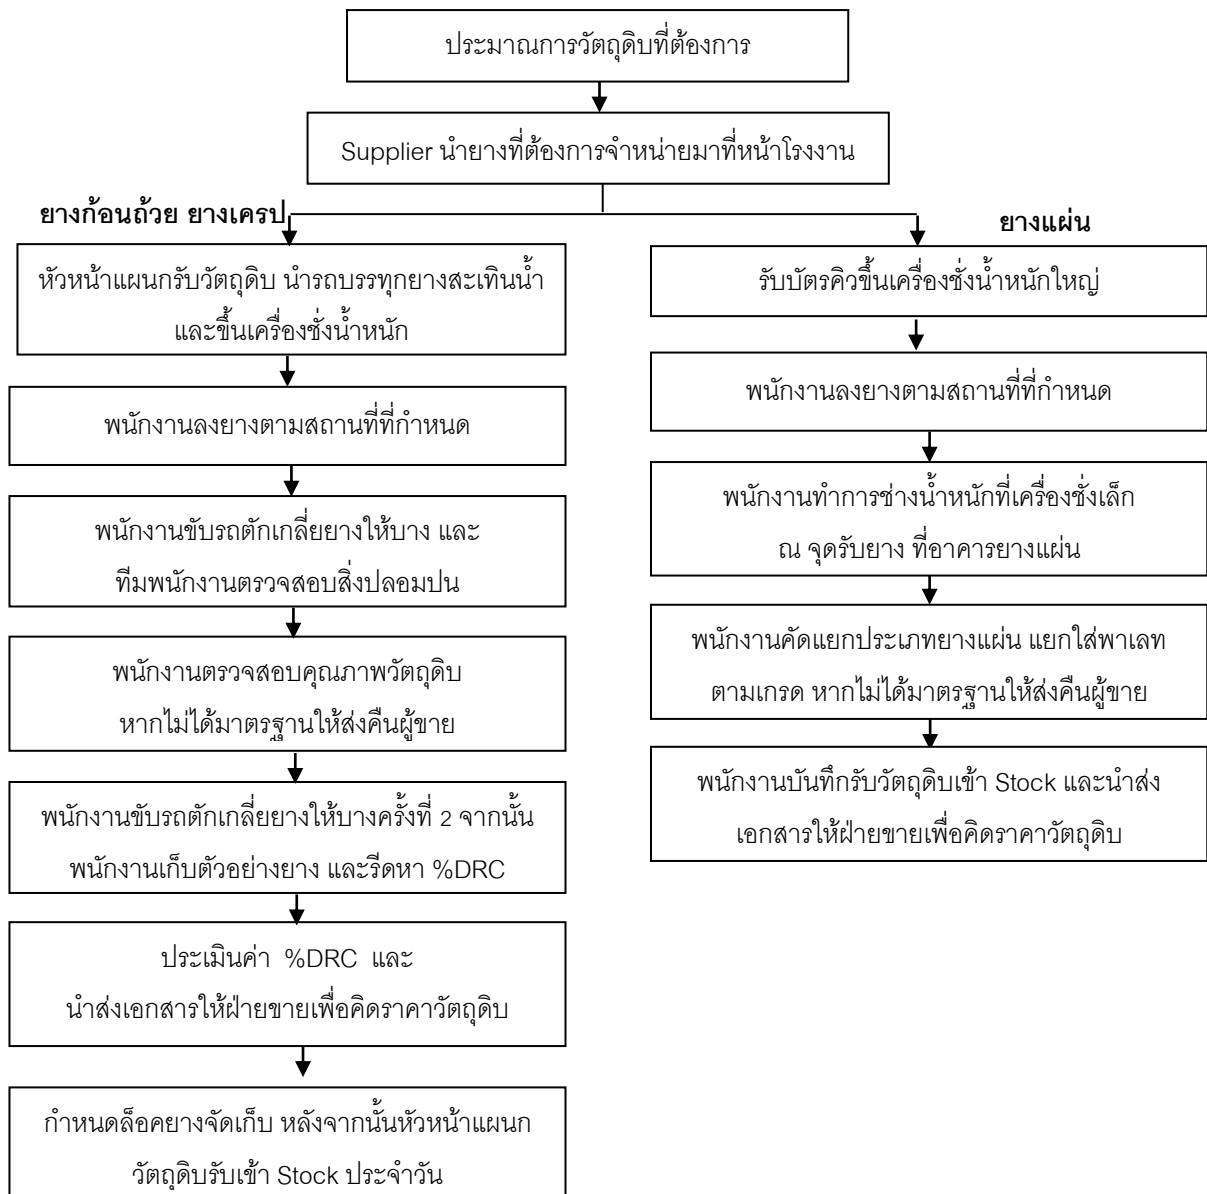 ประมาณการวัตถุดิบที่ต้องการ
Supplier นำยางที่ต้องการจำหน่ายมาที่หน้าโรงงาน
ยางก้อนถ้วย ยางเครป
หัวหน้าแผนกรับวัตถุดิบ นำรถบรรทุกยางสะเทินน้ำ
และขึ้นเครื่องชั่งน้ำหนัก
พนักงานลงยางตามสถานที่ที่กำหนด
พนักงานขับรถตักเกลี่ยยางให้บาง และ
ทีมพนักงานตรวจสอบสิ่งปลอมปน
พนักงานตรวจสอบคุณภาพวัตถุดิบ
หากไม่ได้มาตรฐานให้ส่งคืนผู้ขาย
พนักงานขับรถตักเกลี่ยยางให้บางครั้งที่ 2 จากนั้น
พนักงานเก็บตัวอย่างยาง และรีดหา %DRC
ประเมินค่า %DRC และ
นำส่งเอกสารให้ฝ่ายขายเพื่อคิดราคาวัตถุดิบ
กำหนดล็อคยางจัดเก็บ หลังจากนั้นหัวหน้าแผนก
วัตถุดิบรับเข้า Stock ประจำวัน
ยางแผ่น
รับบัตรคิวขึ้นเครื่องชั่งน้ำหนักใหญ่
พนักงานลงยางตามสถานที่ที่กำหนด
พนักงานทำการช่างน้ำหนักที่เครื่องชั่งเล็ก
ณ จุดรับยาง ที่อาคารยางแผ่น
พนักงานคัดแยกประเภทยางแผ่น แยกใส่พาเลท
ตามเกรด หากไม่ได้มาตรฐานให้ส่งคืนผู้ขาย
พนักงานบันทึกรับวัตถุดิบเข้า Stock และนำส่ง
เอกสารให้ฝ่ายขายเพื่อคิดราคาวัตถุดิบ